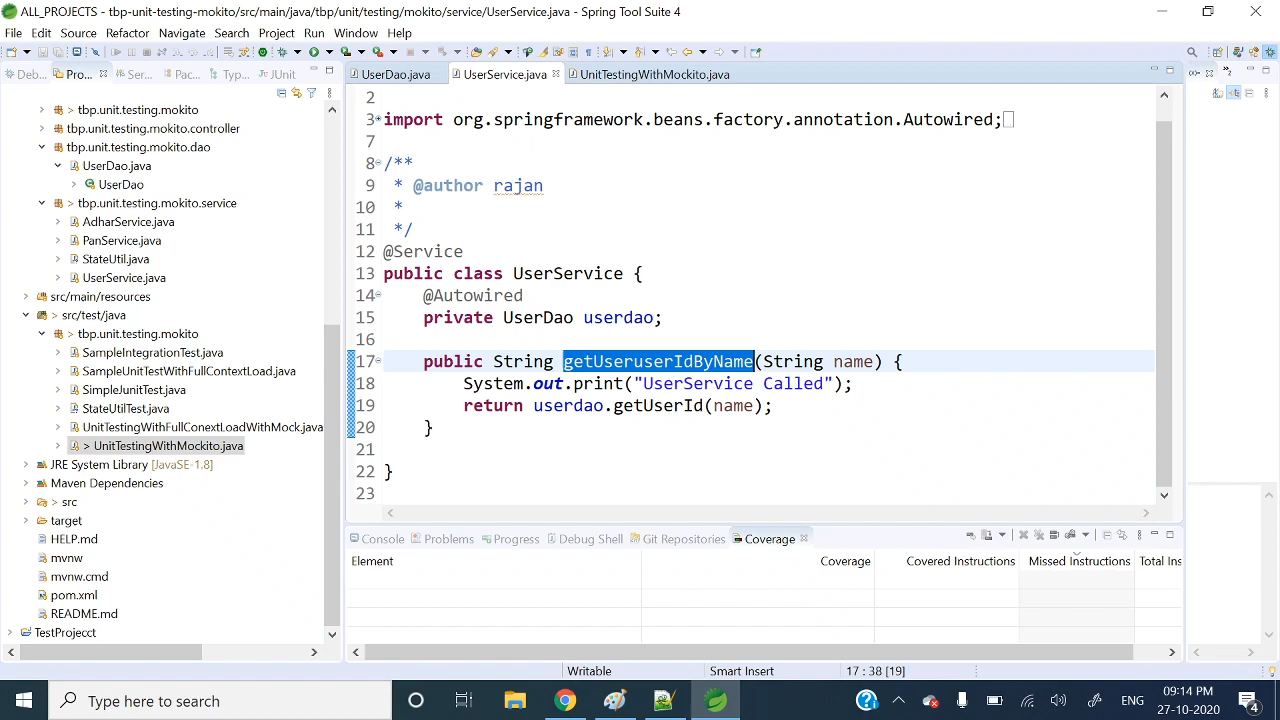 ALL_PROJECTS - tbp-unit-testing-mokito/src/main/java/tbp/unit/testing/mokito/service/UserService.java - Spring Tool Suite 4
File Edit Source Refactor Navigate Search Project Run Window Help
Deb... Pro... Ser... Pac... Typ... JUnit
UserDao.java UserService.java UnitTestingWithMockito.java
> tbp.unit.testing.mokito
> tbp.unit.testing.mokito.controller
tbp.unit.testing.mokito.dao
UserDao.java
UserDao
> tbp.unit.testing.mokito.service
AdharService.java
PanService.java
StateUtil.java
UserService.java
src/main/resources
> src/test/java
> tbp.unit.testing.mokito
SampleIntegrationTest.java
SampleUnitTestWithFullContextLoad.java
SimpleunitTest.java
StateUtilTest.java
UnitTestingWithFullConextLoadWithMock.java
> UnitTestingWithMockito.java
JRE System Library [JavaSE-1.8]
Maven Dependencies
> src
target
HELP.md
mvnw
mvnw.cmd
pom.xml
README.md
TestProjecct
2
3 import org.springframework.beans.factory.annotation.Autowired;
7
8 /**
9 * @author rajan
10 *
11 */
12 @Service
13 public class UserService {
14 @Autowired
15 private UserDao userdao;
16
17 public String getUseruserIdByName(String name) {
18 System.out.print("UserService Called");
19 return userdao.getUserId(name);
20 }
21
22 }
23
Console Problems Progress Debug Shell Git Repositories Coverage
Element Coverage Covered Instructions Missed Instructions Total Ins
Writable Smart Insert 17 : 38 [19]
Type here to search
ENG 09:14 PM
27-10-2020
4